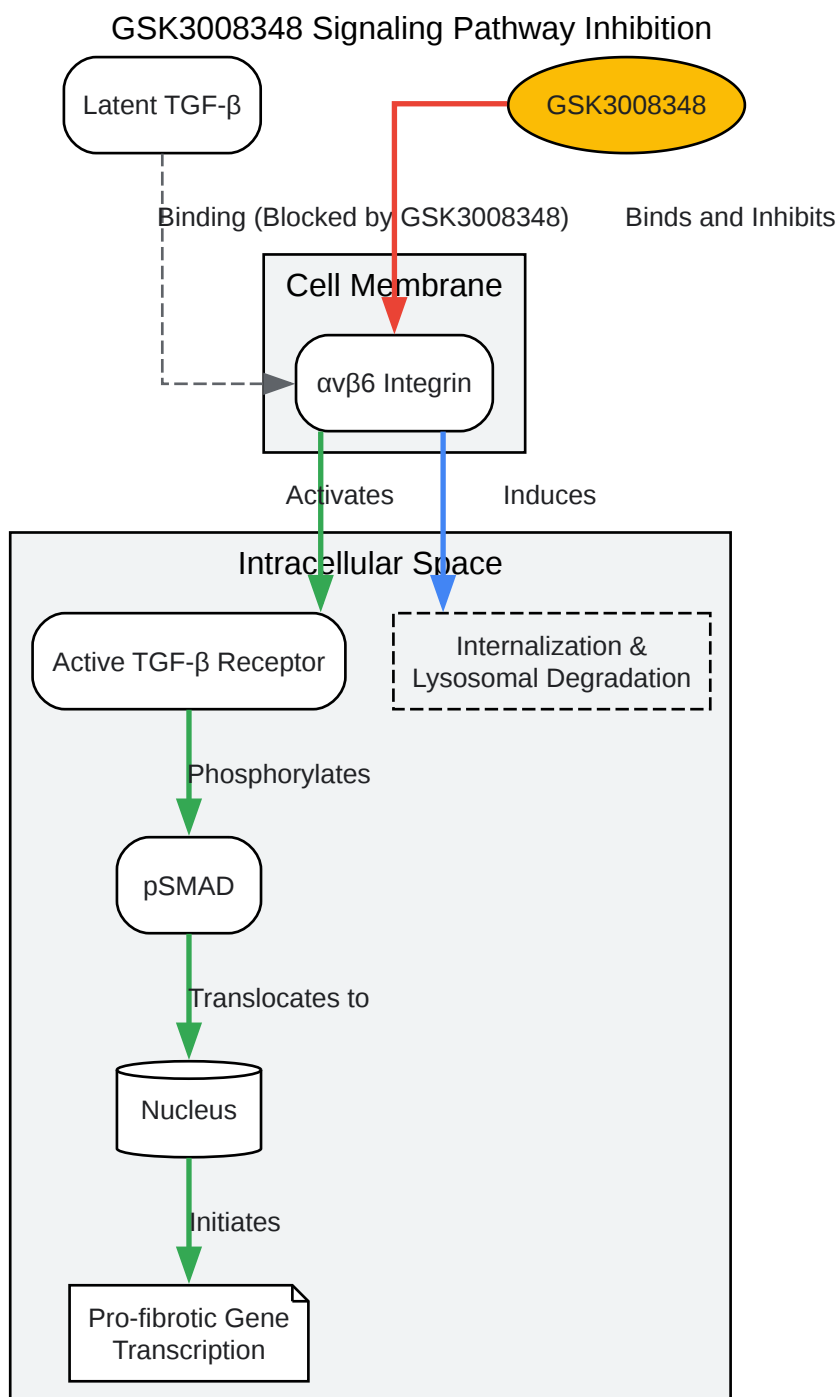 GSK3008348 Signaling Pathway Inhibition
Latent TGF-β
GSK3008348
Binding (Blocked by GSK3008348)
Binds and Inhibits
Cell Membrane
αvβ6 Integrin
Activates
Induces
Intracellular Space
Active TGF-β Receptor
Internalization &
Lysosomal Degradation
Phosphorylates
pSMAD
Translocates to
Nucleus
Initiates
Pro-fibrotic Gene
Transcription